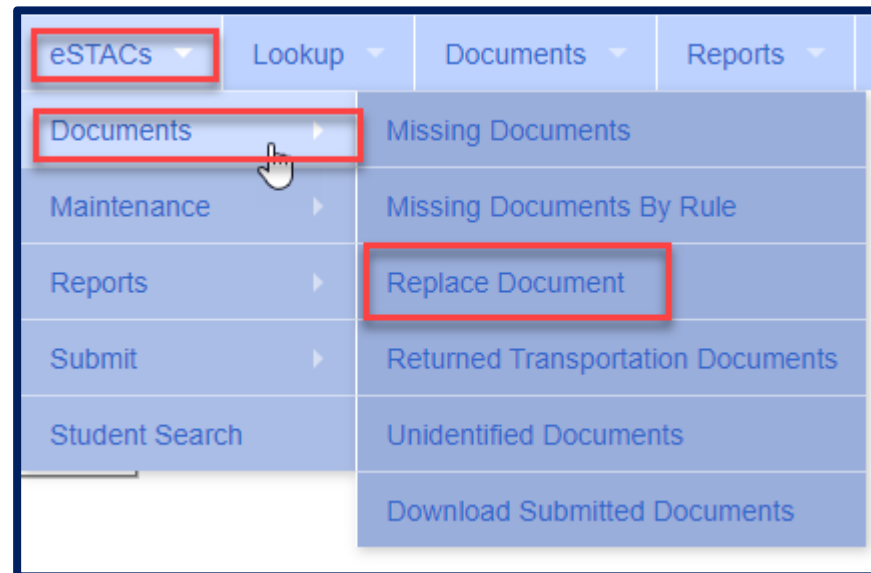 eSTACs Lookup Documents Reports
Documents
Maintenance
Reports
Submit
Student Search
Missing Documents
Missing Documents By Rule
Replace Document
Returned Transportation Documents
Unidentified Documents
Download Submitted Documents